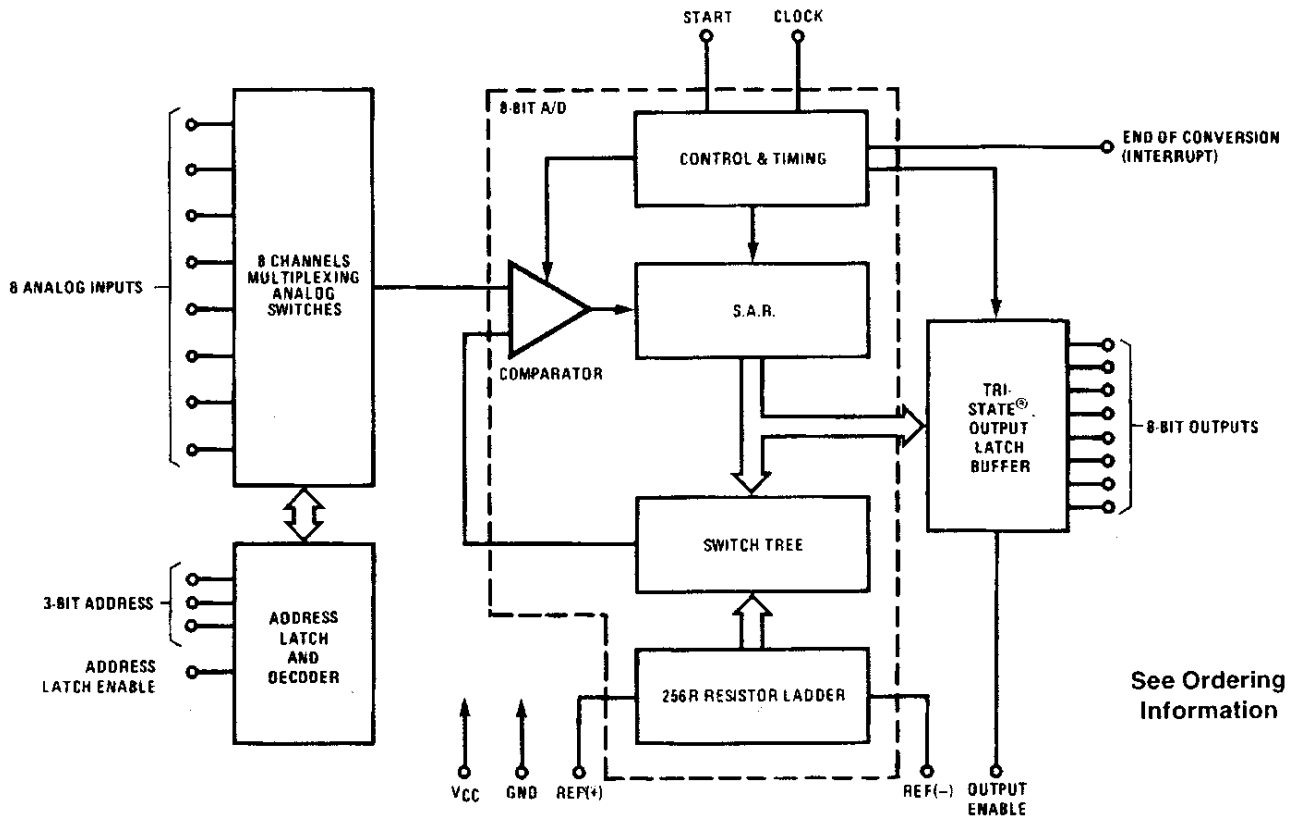 START
CLOCK
8-BIT A/D
CONTROL & TIMING
END OF CONVERSION
(INTERRUPT)
8 ANALOG INPUTS
8 CHANNELS
MULTIPLEXING
ANALOG
SWITCHES
S.A.R.
COMPARATOR
TRI-
STATE®
OUTPUT
LATCH
BUFFER
8-BIT OUTPUTS
SWITCH TREE
3-BIT ADDRESS
ADDRESS
LATCH ENABLE
ADDRESS
LATCH
AND
DECODER
256R RESISTOR LADDER
See Ordering
Information
VCC
GND
REF(+)
REF(−)
OUTPUT
ENABLE